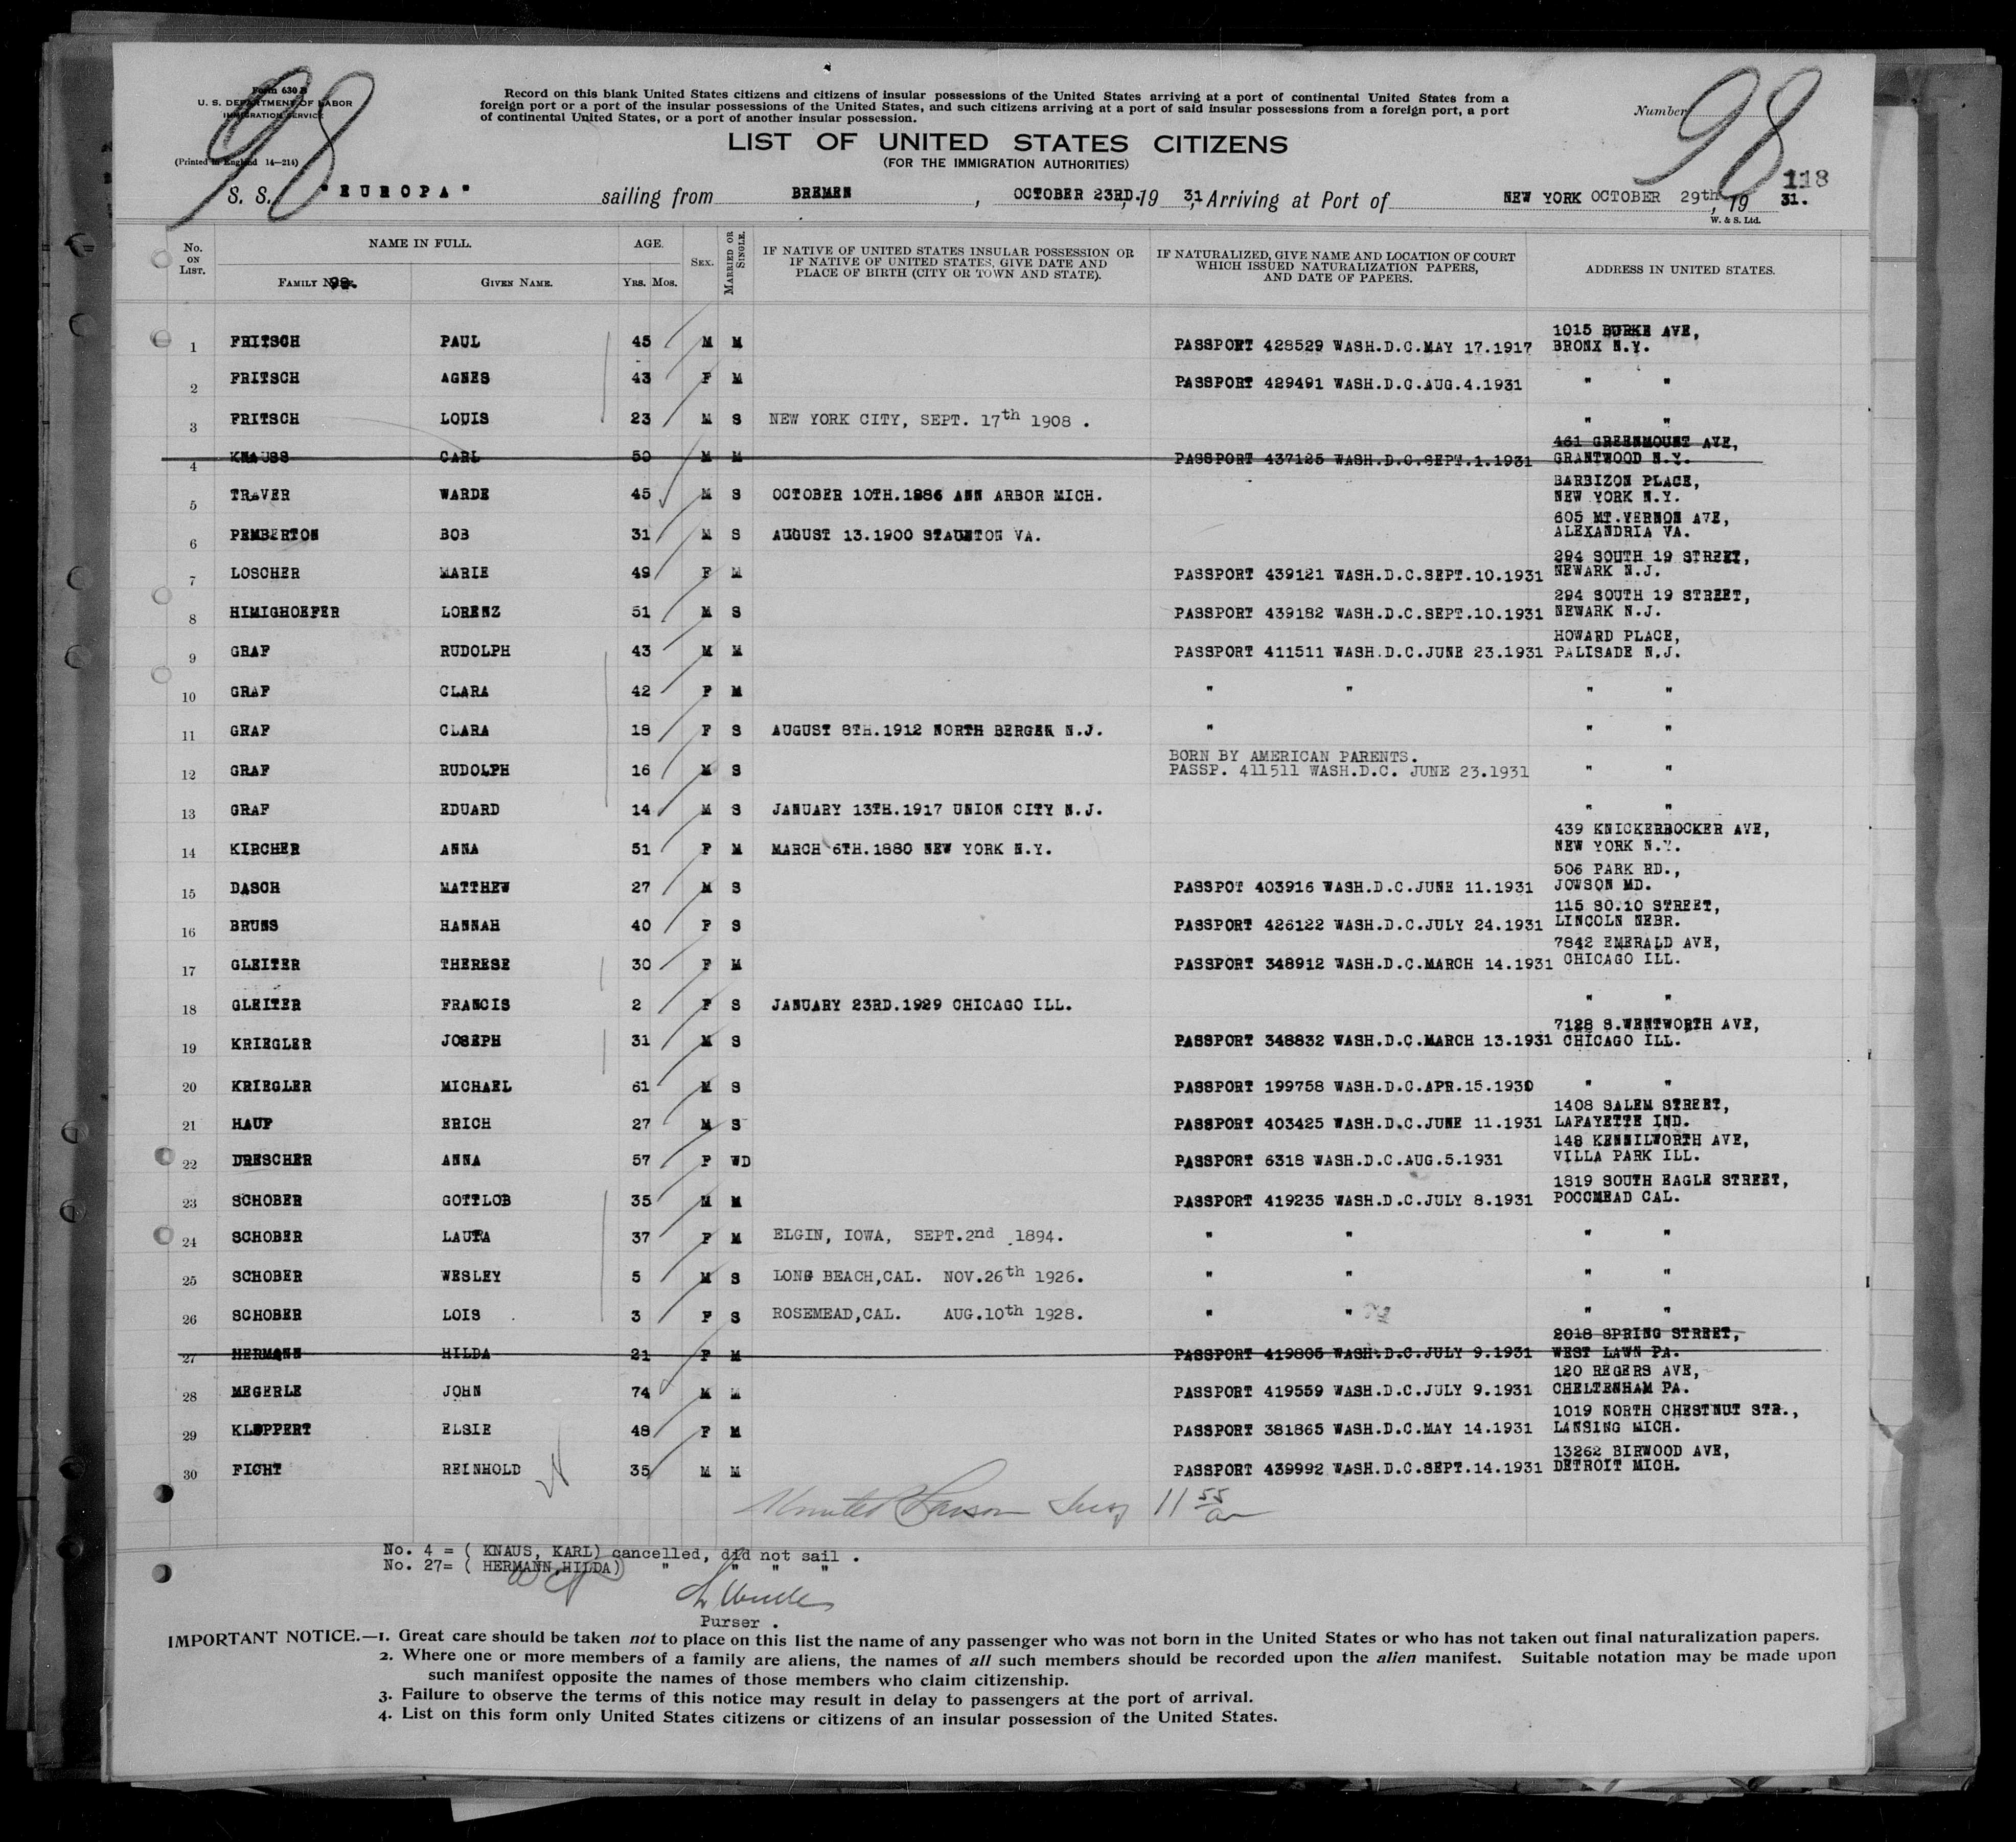 98
98
Form 630 B
U. S. DEPARTMENT OF LABOR
IMMIGRATION SERVICE
(Printed in England 14—214)
Record on this blank United States citizens and citizens of insular possessions of the United States arriving at a port of continental United States from a
foreign port or a port of the insular possessions of the United States, and such citizens arriving at a port of said insular possessions from a foreign port, a port
of continental United States, or a port of another insular possession.
Number
LIST OF UNITED STATES CITIZENS
(FOR THE IMMIGRATION AUTHORITIES)
118
S. S. "EUROPA" sailing from BREMEN, OCTOBER 23RD. 19 31, Arriving at Port of NEW YORK OCTOBER 29th, 19 31.
W. & S. Ltd.
No. ON LIST. NAME IN FULL. AGE. SEX. MARRIED OR SINGLE. IF NATIVE OF UNITED STATES INSULAR POSSESSION OR IF NATIVE OF UNITED STATES, GIVE DATE AND PLACE OF BIRTH (CITY OR TOWN AND STATE). IF NATURALIZED, GIVE NAME AND LOCATION OF COURT WHICH ISSUED NATURALIZATION PAPERS, AND DATE OF PAPERS. ADDRESS IN UNITED STATES.
FAMILY NAME. 98. GIVEN NAME. YRS. MOS.
1 FRITSCH PAUL 45 M M PASSPORT 428529 WASH.D.C.MAY 17.1917 1015 BURKE AVE, BRONX N.Y.
2 FRITSCH AGNES 43 F M PASSPORT 429491 WASH.D.C.AUG.4.1931 " "
3 FRITSCH LOUIS 23 M S NEW YORK CITY, SEPT. 17th 1908 . " "
4 KNAUSS CARL 50 M M PASSPORT 437125 WASH.D.C.SEPT.1.1931 461 GREENMOUNT AVE, GRANTWOOD N.Y.
5 TRAVER WARDE 45 M S OCTOBER 10TH.1886 ANN ARBOR MICH. BARBIZON PLACE, NEW YORK N.Y.
6 PEMBERTON BOB 31 M S AUGUST 13.1900 STAUNTON VA. 605 MT.VERNON AVE, ALEXANDRIA VA.
7 LOSCHER MARIE 49 F M PASSPORT 439121 WASH.D.C.SEPT.10.1931 294 SOUTH 19 STREET, NEWARK N.J.
8 HIMIGHOEFER LORENZ 51 M S PASSPORT 439182 WASH.D.C.SEPT.10.1931 294 SOUTH 19 STREET, NEWARK N.J.
9 GRAF RUDOLPH 43 M M PASSPORT 411511 WASH.D.C.JUNE 23.1931 HOWARD PLACE, PALISADE N.J.
10 GRAF CLARA 42 F M " " " "
11 GRAF CLARA 18 F S AUGUST 8TH.1912 NORTH BERGEN N.J. " " "
12 GRAF RUDOLPH 16 M S BORN BY AMERICAN PARENTS. PASSP. 411511 WASH.D.C. JUNE 23.1931 " "
13 GRAF EDUARD 14 M S JANUARY 13TH.1917 UNION CITY N.J. " "
14 KIRCHER ANNA 51 F M MARCH 6TH.1880 NEW YORK N.Y. 439 KNICKERBOCKER AVE, NEW YORK N.Y.
15 DASCH MATTHEW 27 M S PASSPOT 403916 WASH.D.C.JUNE 11.1931 506 PARK RD., JOWSON MD.
16 BRUNS HANNAH 40 F S PASSPORT 426122 WASH.D.C.JULY 24.1931 115 SO.10 STREET, LINCOLN NEBR.
17 GLEITER THERESE 30 F M PASSPORT 348912 WASH.D.C.MARCH 14.1931 7842 EMERALD AVE, CHICAGO ILL.
18 GLEITER FRANCIS 2 F S JANUARY 23RD.1929 CHICAGO ILL. " "
19 KRIEGLER JOSEPH 31 M S PASSPORT 348832 WASH.D.C.MARCH 13.1931 7128 S.WENTWORTH AVE, CHICAGO ILL.
20 KRIEGLER MICHAEL 61 M S PASSPORT 199758 WASH.D.C.APR.15.1930 " "
21 HAUF ERICH 27 M S PASSPORT 403425 WASH.D.C.JUNE 11.1931 1408 SALEM STREET, LAFAYETTE IND.
22 DRESCHER ANNA 57 F WD PASSPORT 6318 WASH.D.C.AUG.5.1931 148 KENNILWORTH AVE, VILLA PARK ILL.
23 SCHOBER GOTTLOB 35 M M PASSPORT 419235 WASH.D.C.JULY 8.1931 1819 SOUTH EAGLE STREET, POCCMEAD CAL.
24 SCHOBER LAURA 37 F M ELGIN, IOWA, SEPT.2nd 1894. " " " "
25 SCHOBER WESLEY 5 M S LONG BEACH,CAL. NOV.26th 1926. " " " "
26 SCHOBER LOIS 3 F S ROSEMEAD,CAL. AUG.10th 1928. " " " "
27 HERMANN HILDA 21 F M PASSPORT 419805 WASH.D.C.JULY 9.1931 2018 SPRING STREET, WEST LAWN PA.
28 MEGERLE JOHN 74 M M PASSPORT 419559 WASH.D.C.JULY 9.1931 120 REGERS AVE, CHELTENHAM PA.
29 KLOPPERT ELSIE 48 F M PASSPORT 381865 WASH.D.C.MAY 14.1931 1019 NORTH CHESTNUT STR., LANSING MICH.
30 FICHT REINHOLD 35 M M PASSPORT 439992 WASH.D.C.SEPT.14.1931 13262 BIRWOOD AVE, DETROIT MICH.
11 55
No. 4 = ( KNAUS, KARL) cancelled, did not sail .
No. 27= ( HERMANN,HILDA) " " " "
Purser .
IMPORTANT NOTICE.—1. Great care should be taken not to place on this list the name of any passenger who was not born in the United States or who has not taken out final naturalization papers.
2. Where one or more members of a family are aliens, the names of all such members should be recorded upon the alien manifest. Suitable notation may be made upon
such manifest opposite the names of those members who claim citizenship.
3. Failure to observe the terms of this notice may result in delay to passengers at the port of arrival.
4. List on this form only United States citizens or citizens of an insular possession of the United States.